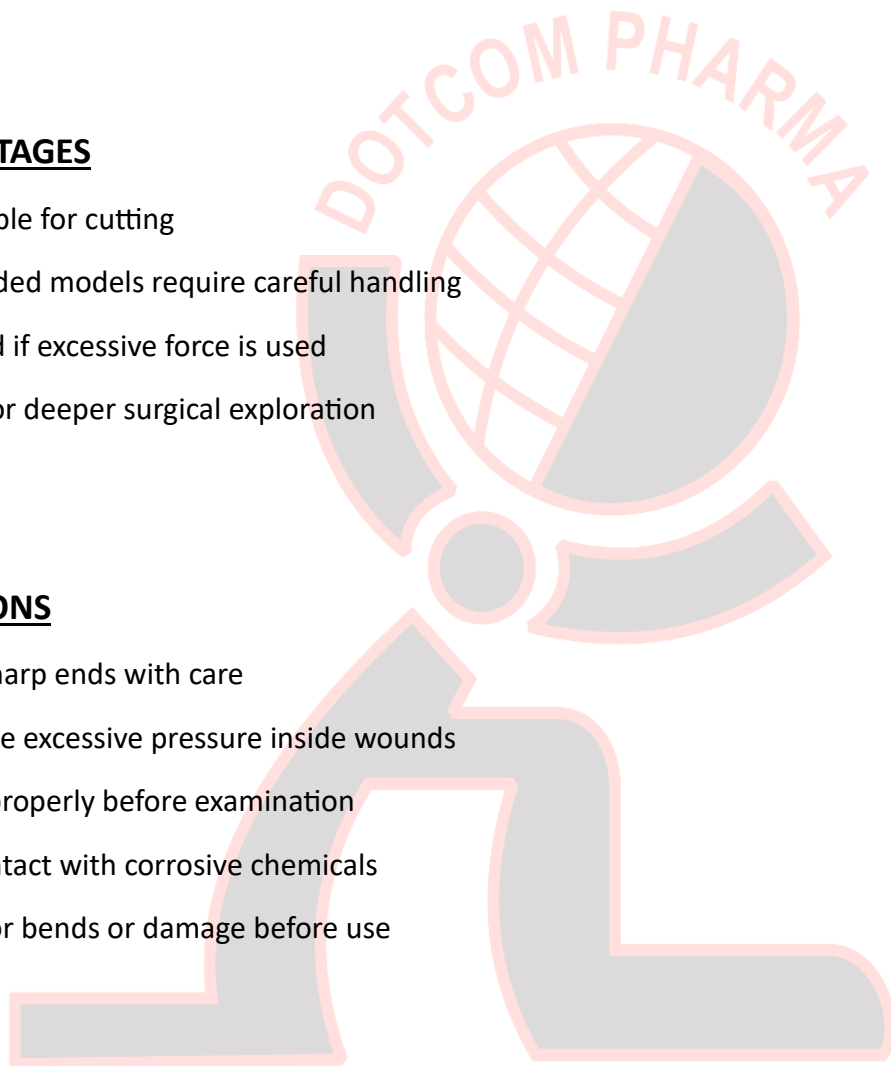 DOTCOM PHARMA
TAGES
ble for cutting
ded models require careful handling
d if excessive force is used
or deeper surgical exploration
ONS
harp ends with care
e excessive pressure inside wounds
properly before examination
ntact with corrosive chemicals
or bends or damage before use